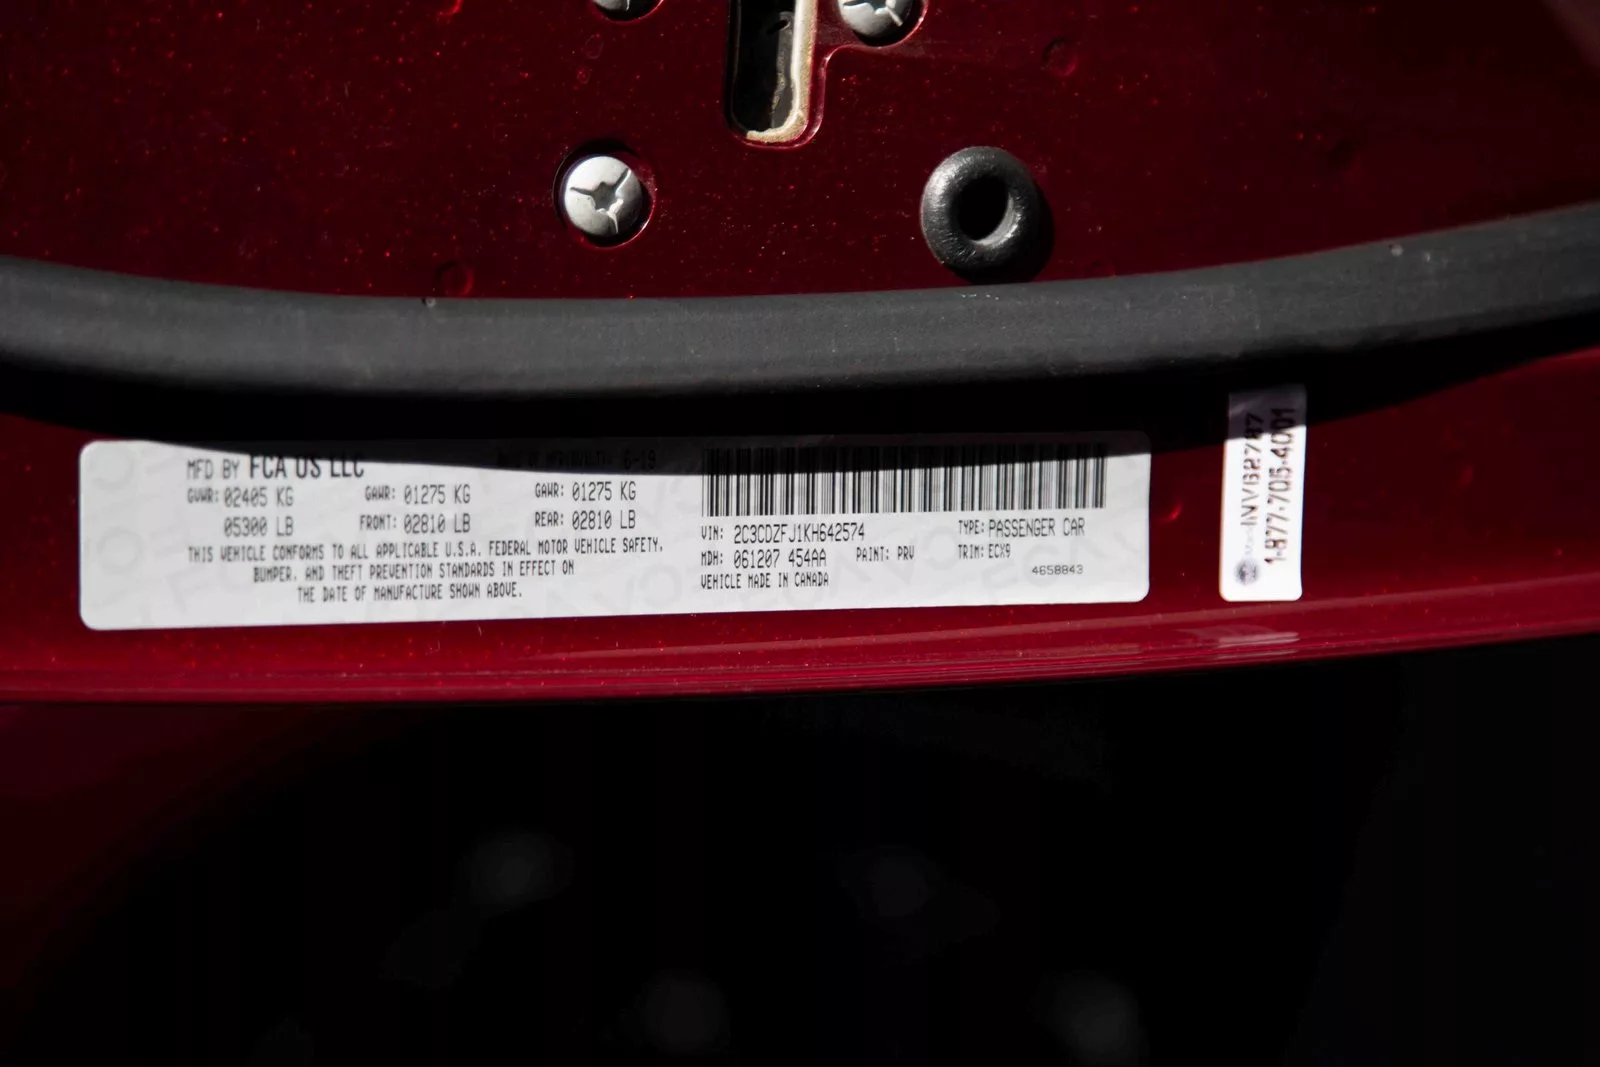 MFD BY FCA US LLC
6-19
GVWR: 02405 KG GAWR: 01275 KG GAWR: 01275 KG
05300 LB FRONT: 02810 LB REAR: 02810 LB
THIS VEHICLE CONFORMS TO ALL APPLICABLE U.S.A. FEDERAL MOTOR VEHICLE SAFETY,
BUMPER, AND THEFT PREVENTION STANDARDS IN EFFECT ON
THE DATE OF MANUFACTURE SHOWN ABOVE.
VIN: 2C3CDZFJ1KH642574 TYPE: PASSENGER CAR
MDH: 061207 454AA PAINT: PRV TRIM: ECX9
4658843
VEHICLE MADE IN CANADA
1-877-705-4001